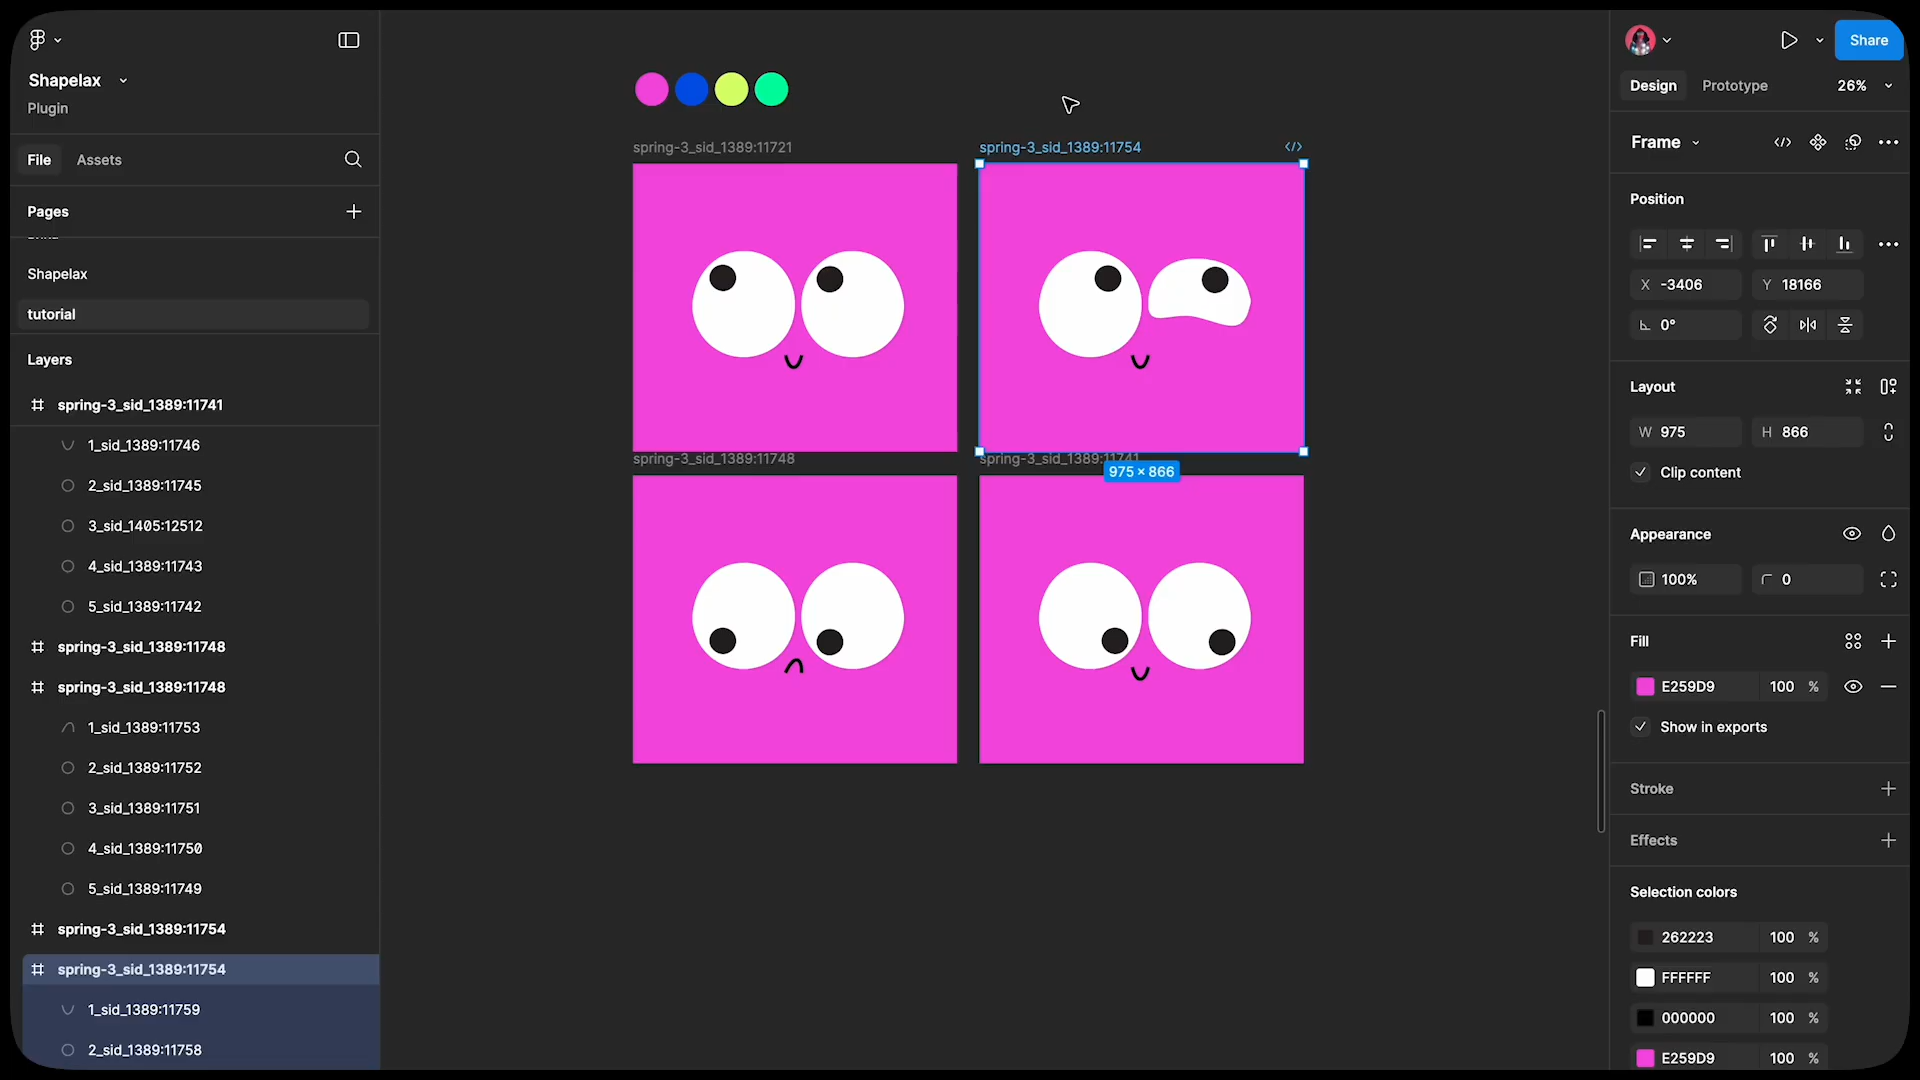 Shapelax
Plugin
File
Assets
Pages
Shapelax
tutorial
Layers
spring-3_sid_1389:11741
1_sid_1389:11746
2_sid_1389:11745
3_sid_1405:12512
4_sid_1389:11743
5_sid_1389:11742
spring-3_sid_1389:11748
spring-3_sid_1389:11748
1_sid_1389:11753
2_sid_1389:11752
3_sid_1389:11751
4_sid_1389:11750
5_sid_1389:11749
spring-3_sid_1389:11754
spring-3_sid_1389:11754
1_sid_1389:11759
2_sid_1389:11758
spring-3_sid_1389:11721
spring-3_sid_1389:11754
spring-3_sid_1389:11748
spring-3_sid_1389:11741
975 × 866
Share
Design
Prototype
26%
Frame
Position
X -3406
Y 18166
0°
Layout
W 975
H 866
Clip content
Appearance
100%
0
Fill
E259D9 100 %
Show in exports
Stroke
Effects
Selection colors
262223 100 %
FFFFFF 100 %
000000 100 %
E259D9 100 %